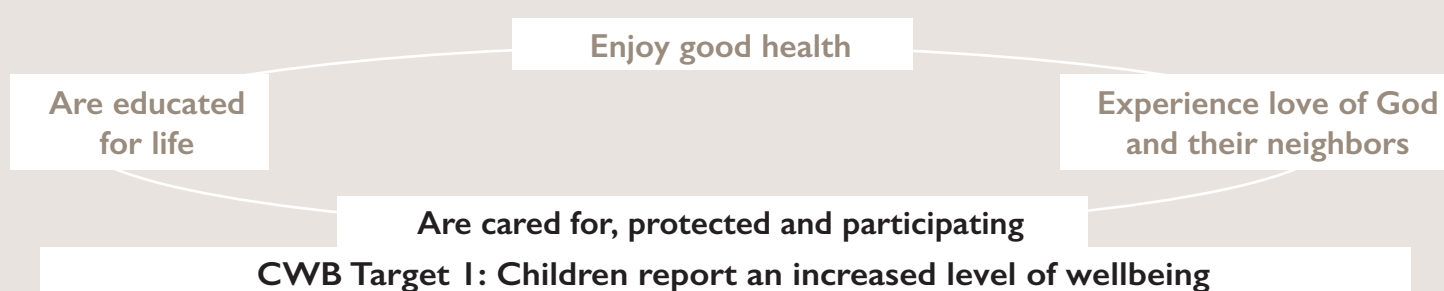 Enjoy good health
Are educated
for life
Experience love of God
and their neighbors
Are cared for, protected and participating
CWB Target 1: Children report an increased level of wellbeing